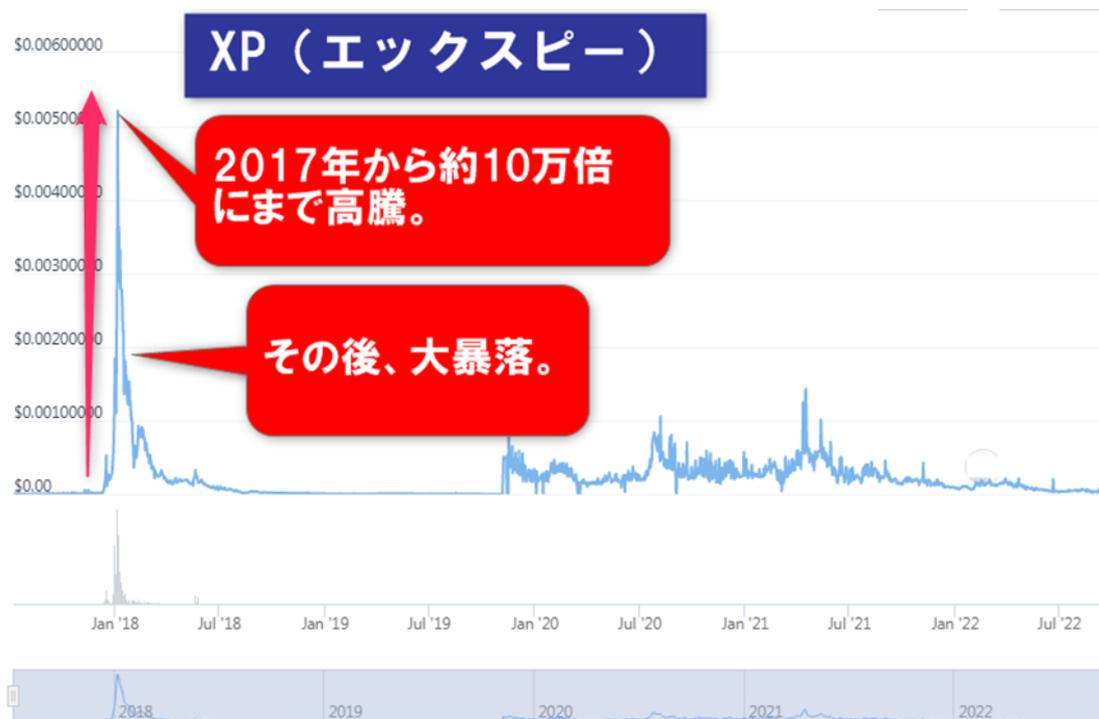 XP（エックスピー）
$0.00600000
$0.00500000
2017年から約10万倍
にまで高騰。
$0.00400000
$0.00300000
$0.00200000
その後、大暴落。
$0.00100000
$0.00
Jan '18 Jul '18 Jan '19 Jul '19 Jan '20 Jul '20 Jan '21 Jul '21 Jan '22 Jul '22
2018 2019 2020 2021 2022